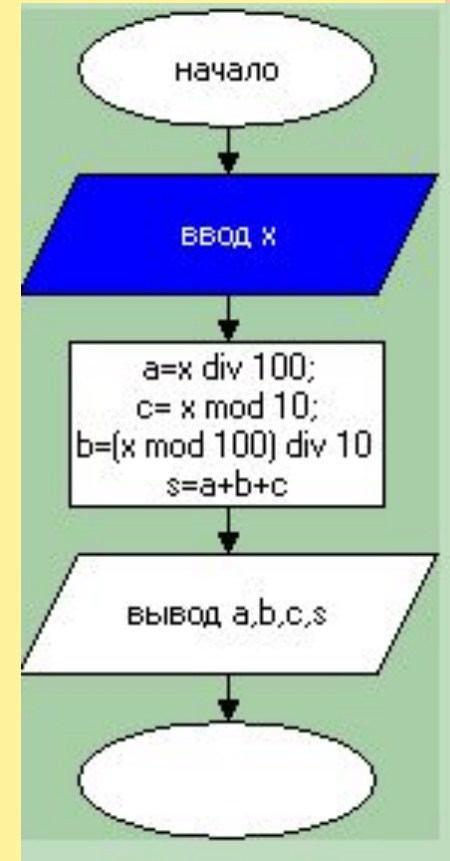 начало
ввод x
a=x div 100;
c= x mod 10;
b=(x mod 100) div 10
s=a+b+c
вывод a,b,c,s